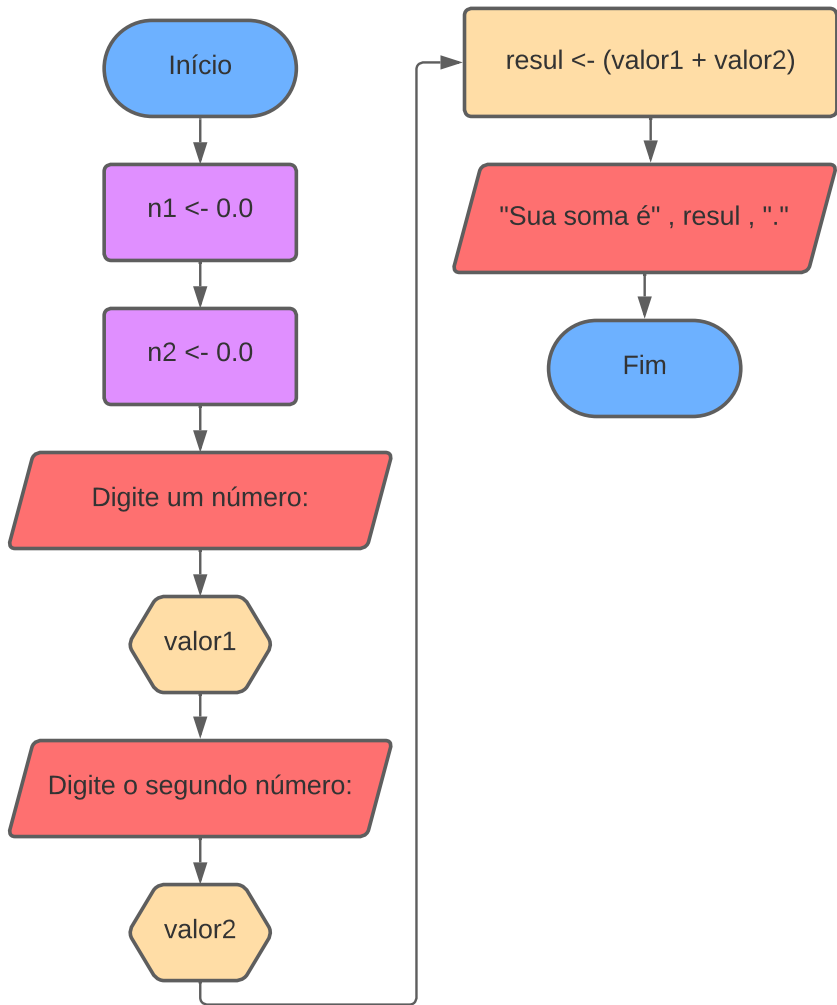 Início
n1 <- 0.0
n2 <- 0.0
Digite um número:
valor1
Digite o segundo número:
valor2
resul <- (valor1 + valor2)
"Sua soma é" , resul , "."
Fim